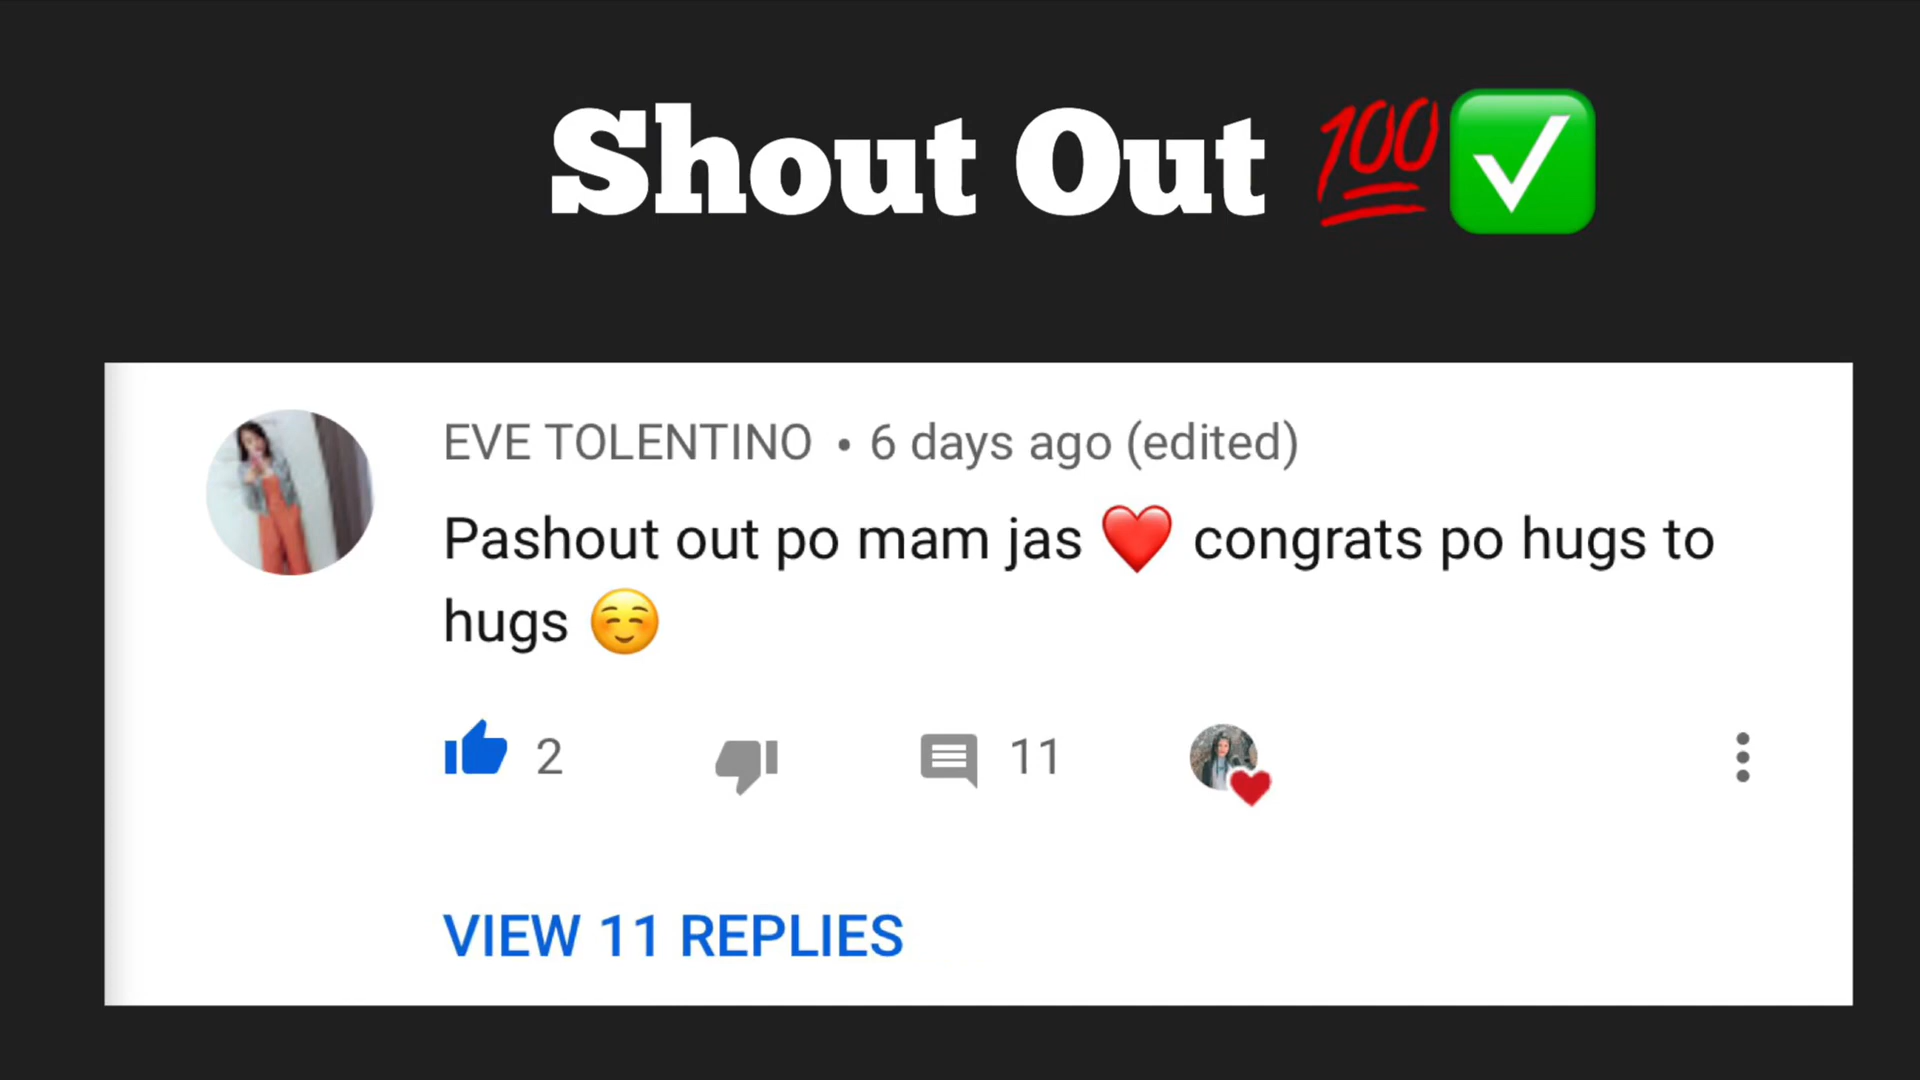 Shout Out 💯✅
EVE TOLENTINO • 6 days ago (edited)
Pashout out po mam jas ❤️ congrats po hugs to
hugs ☺️
2 11
VIEW 11 REPLIES